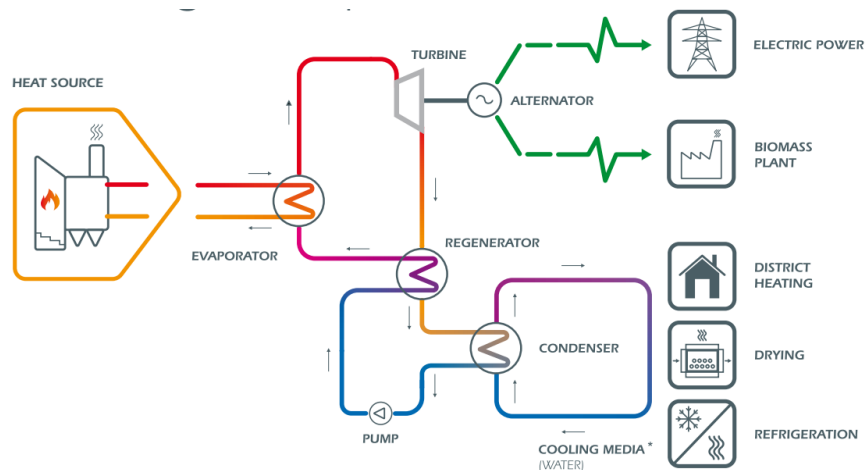 TURBINE
ELECTRIC POWER
HEAT SOURCE
ALTERNATOR
BIOMASS
PLANT
REGENERATOR
EVAPORATOR
DISTRICT
HEATING
CONDENSER
DRYING
PUMP
COOLING MEDIA *
(WATER)
REFRIGERATION